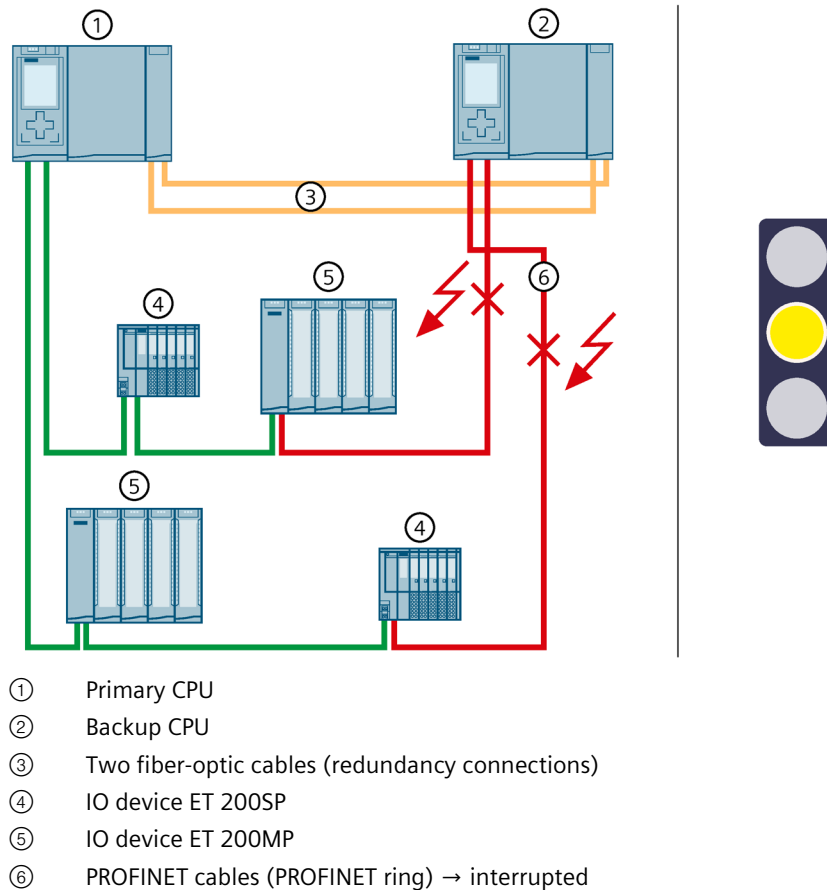 ① ②
③
⑤ ⑥
④
⑤
④
① Primary CPU
② Backup CPU
③ Two fiber-optic cables (redundancy connections)
④ IO device ET 200SP
⑤ IO device ET 200MP
⑥ PROFINET cables (PROFINET ring) → interrupted